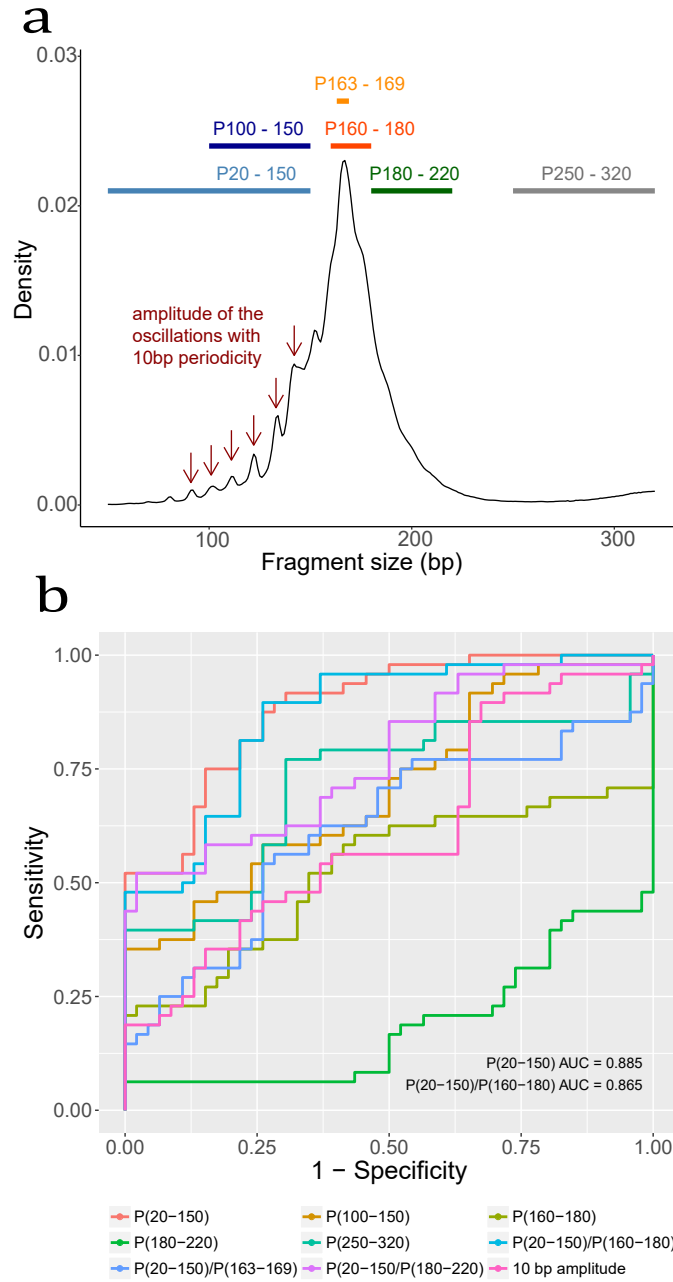 a
0.03
P163 - 169
P100 - 150
P160 - 180
P20 - 150
P180 - 220
P250 - 320
0.02
Density
amplitude of the
oscillations with
10bp periodicity
0.01
0.00
100
200
300
Fragment size (bp)
b
1.00
0.75
Sensitivity
0.50
0.25
P(20−150) AUC = 0.885
P(20−150)/P(160−180) AUC = 0.865
0.00
0.00
0.25
0.50
0.75
1.00
1 − Specificity
P(20−150)
P(100−150)
P(160−180)
P(180−220)
P(250−320)
P(20−150)/P(160−180)
P(20−150)/P(163−169)
P(20−150/P(180−220)
10 bp amplitude